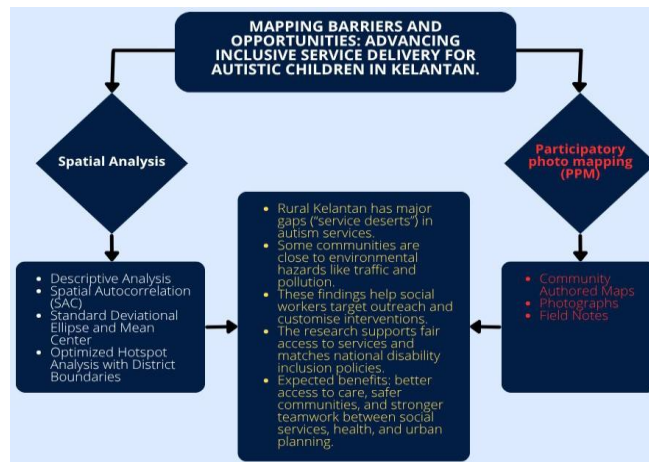 MAPPING BARRIERS AND
OPPORTUNITIES: ADVANCING
INCLUSIVE SERVICE DELIVERY FOR
AUTISTIC CHILDREN IN KELANTAN.
Spatial Analysis
Participatory
photo mapping
(PPM)
• Descriptive Analysis
• Spatial Autocorrelation
(SAC)
• Standard Deviational
Ellipse and Mean
Center
• Optimized Hotspot
Analysis with District
Boundaries
• Rural Kelantan has major
gaps (“service deserts”) in
autism services.
• Some communities are
close to environmental
hazards like traffic and
pollution.
• These findings help social
workers target outreach and
customise interventions.
• The research supports fair
access to services and
matches national disability
inclusion policies.
• Expected benefits: better
access to care, safer
communities, and stronger
teamwork between social
services, health, and urban
planning.
• Community
Authored Maps
• Photographs
• Field Notes